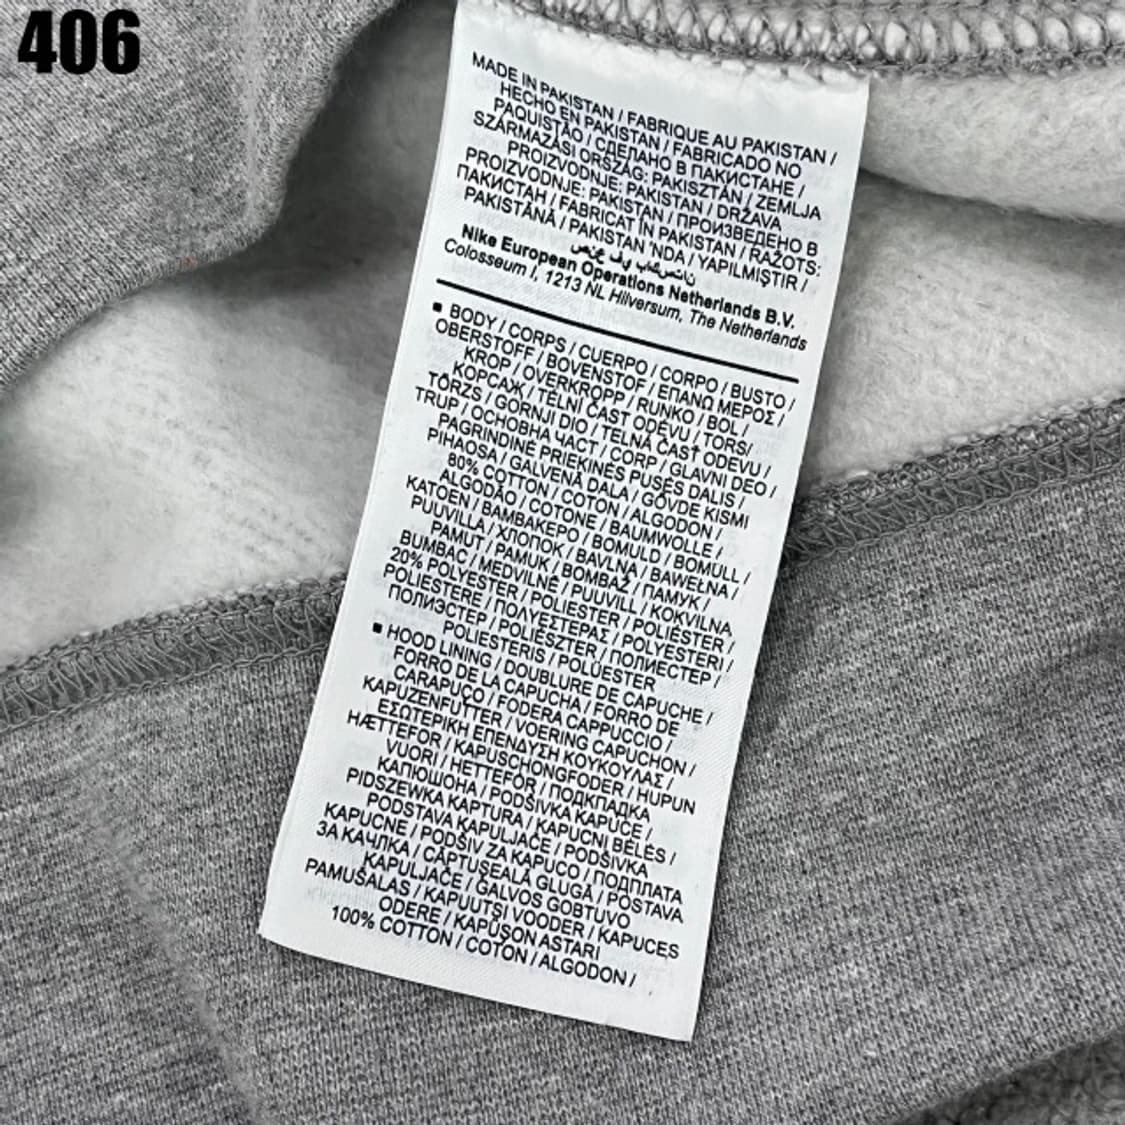 406
MADE IN PAKISTAN / FABRIQUE AU PAKISTAN /
HECHO EN PAKISTAN / FABRICADO NO
PAQUISTÃO / СДЕЛАНО В ПАКИСТАНЕ /
SZÁRMAZÁSI ORSZÁG: PAKISZTÁN / ZEMLJA
PROIZVODNJE: PAKISTAN / DRŽAVA
PROIZVODNJE: PAKISTAN / ПРОИЗВЕДЕНО В
ПАКИСТАН / FABRICAT ÎN PAKISTAN / RAŽOTS:
PAKISTĀNĀ / PAKISTAN 'NDA / YAPILMIŞTIR /
صنع في باكستان
Nike European Operations Netherlands B.V.
Colosseum I, 1213 NL Hilversum, The Netherlands
▪ BODY / CORPS / CUERPO / CORPO / BUSTO /
OBERSTOFF / BOVENSTOF / ΕΠΑΝΩ ΜΕΡΟΣ /
KROP / OVERKROPP / RUNKO / BOL /
КОРСАЖ / TĚLNÍ ČÁST ODĚVU / TORS/
TÖRZS / GORNJI DIO / TELNÁ ČASŤ ODEVU /
TRUP / ОСНОВНА ЧАСТ / CORP / GLAVNI DEO /
PAGRINDINĖ PRIEKINĖS PUSĖS DALIS /
PIHAOSA / GALVENĀ DAĻA / GÖVDE KISMI
80% COTTON / COTON / ALGODON /
ALGODÃO / COTONE / BAUMWOLLE /
KATOEN / ΒΑΜΒΑΚΕΡΟ / BOMULD / BOMULL /
PUUVILLA / ХЛОПОК / BAVLNA / BAWEŁNA /
PAMUT / PAMUK / BOMBAŽ / ПАМУК /
BUMBAC / MEDVILNĖ / PUUVILL / KOKVILNA
20% POLYESTER / POLIESTER / POLIÉSTER /
POLIESTERE / ΠΟΛΥΕΣΤΕΡΑΣ / POLYESTERI /
ПОЛИЭСТЕР / POLIÉSZTER / ПОЛИЕСТЕР /
POLIESTERIS / POLÜESTER
▪ HOOD LINING / DOUBLURE DE CAPUCHE /
FORRO DE LA CAPUCHA / FORRO DE
CARAPUÇO / FODERA CAPPUCCIO /
KAPUZENFUTTER / VOERING CAPUCHON /
ΕΣΩΤΕΡΙΚΗ ΕΠΕΝΔΥΣΗ ΚΟΥΚΟΥΛΑΣ /
HÆTTEFOR / KAPUSCHONGFODER / HUPUN
VUORI / HETTEFÔR / ПОДКПАДКА
КАПЮШОНА / PODŠÍVKA KAPUCE /
PIDSZEWKA KAPTURA / KAPUCNI BÉLÉS /
PODSTAVA KAPULJAČE / PODŠÍVKA
KAPUCNE / PODŠIV ZA KAPUCO / ПОДПЛАТА
ЗА КАЧЛКА / CĂPTUŞEALĂ GLUGĂ / POSTAVA
KAPULJAČE / GALVOS GOBTUVO
PAMUŠALAS / KAPUUTSI VOODER / KAPUCES
ODERE / KAPÜSON ASTARI
100% COTTON / COTON / ALGODON /